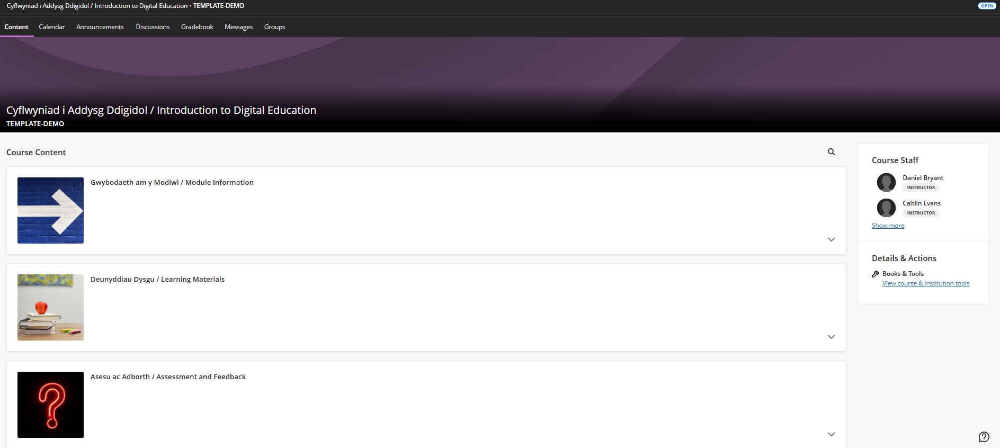 Cyflwyniad i Addysg Ddigidol / Introduction to Digital Education • TEMPLATE-DEMO
OPEN
Content Calendar Announcements Discussions Gradebook Messages Groups
Cyflwyniad i Addysg Ddigidol / Introduction to Digital Education
TEMPLATE-DEMO
Course Content
Gwybodaeth am y Modiwl / Module Information
Deunyddiau Dysgu / Learning Materials
Asesu ac Adborth / Assessment and Feedback
Course Staff
Daniel Bryant
INSTRUCTOR
Caitlin Evans
INSTRUCTOR
Show more
Details & Actions
Books & Tools
View course & institution tools